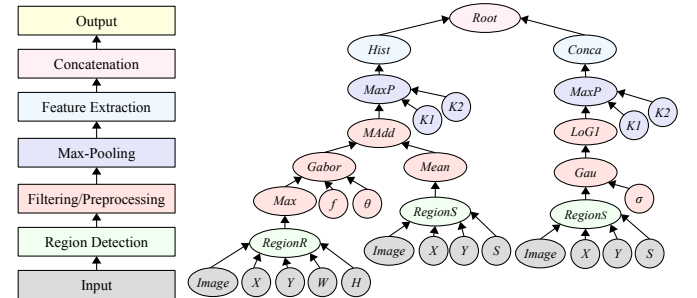 Output
Concatenation
Feature Extraction
Max-Pooling
Filtering/Preprocessing
Region Detection
Input
Root
Hist
Conca
MaxP
K1
K2
MaxP
K1
K2
MAdd
LoG1
Gabor
Mean
Gau
Max
f
θ
σ
RegionR
RegionS
RegionS
Image
X
Y
W
H
Image
X
Y
S
Image
X
Y
S